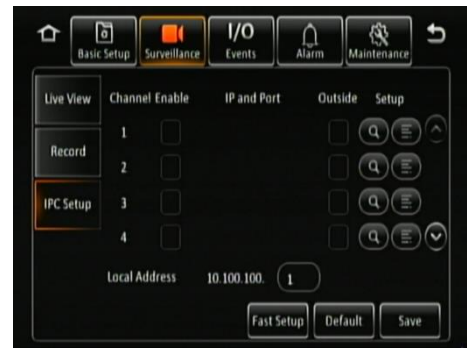 Basic Setup
Surveillance
I/O
Events
Alarm
Maintenance
Live View
Record
IPC Setup
Channel Enable IP and Port Outside Setup
1
2
3
4
Local Address 10.100.100. 1
Fast Setup Default Save